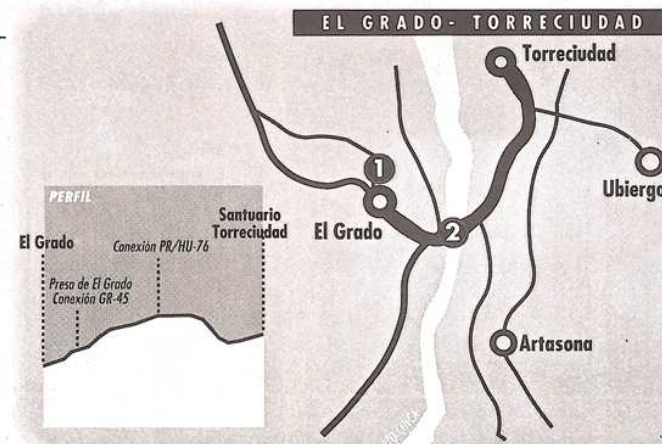 EL GRADO- TORRECIUDAD
Torreciudad
1
Ubiergo
El Grado
2
Artasona
PERFIL
El Grado
Santuario
Torreciudad
Conexión PR/HU-76
Presa de El Grado
Conexión GR-45